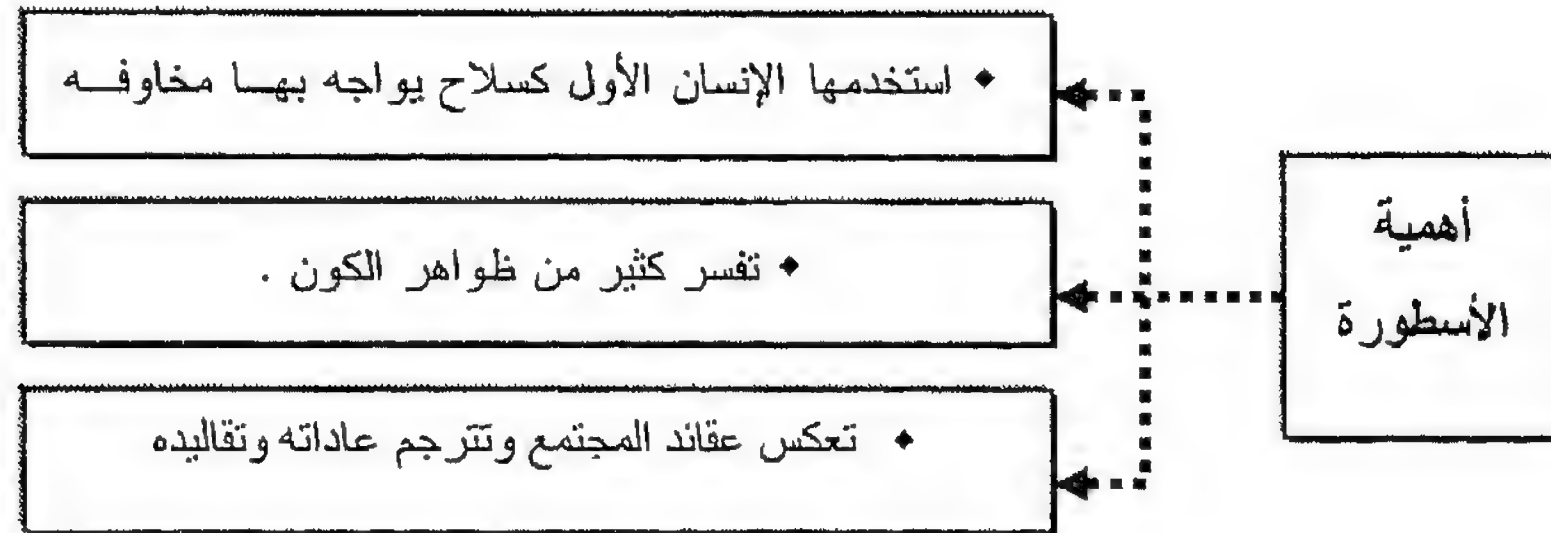 أهمية
الأسطورة
♦ استخدمها الإنسان الأول كسلاح يواجه بها مخاوفه
♦ تفسر كثير من ظواهر الكون .
♦ تعكس عقائد المجتمع وتترجم عاداته وتقاليده